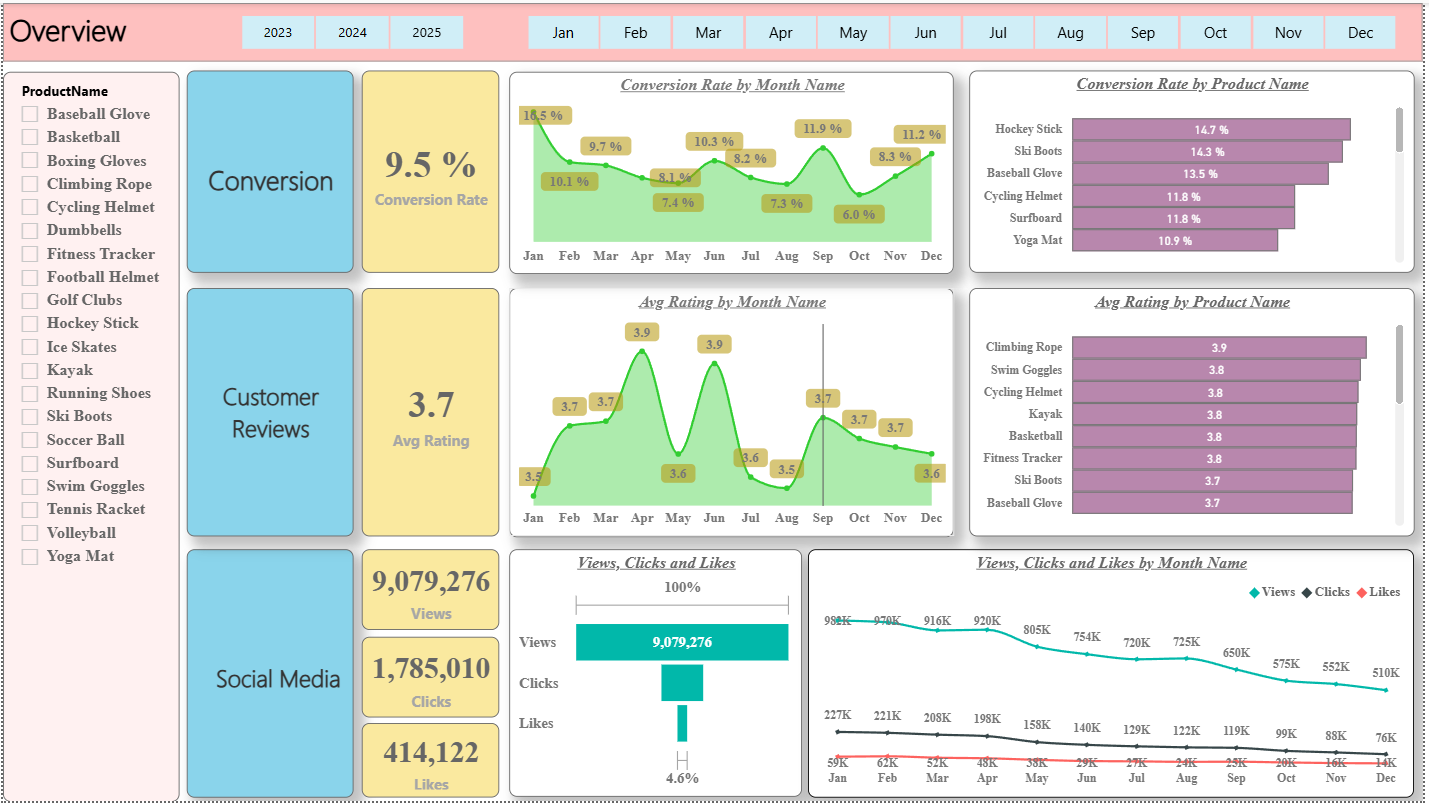 Overview
2023 2024 2025
Jan Feb Mar Apr May Jun Jul Aug Sep Oct Nov Dec
ProductName
Baseball Glove
Basketball
Boxing Gloves
Climbing Rope
Cycling Helmet
Dumbbells
Fitness Tracker
Football Helmet
Golf Clubs
Hockey Stick
Ice Skates
Kayak
Running Shoes
Ski Boots
Soccer Ball
Surfboard
Swim Goggles
Tennis Racket
Volleyball
Yoga Mat
Conversion
9.5 %
Conversion Rate
Conversion Rate by Month Name
10.1 % 9.7 % 8.1 % 7.4 % 10.3 % 8.2 % 7.3 % 11.9 % 6.0 % 8.3 % 11.2 %
Jan Feb Mar Apr May Jun Jul Aug Sep Oct Nov Dec
Conversion Rate by Product Name
Hockey Stick 14.7 %
Ski Boots 14.3 %
Baseball Glove 13.5 %
Cycling Helmet 11.8 %
Surfboard 11.8 %
Yoga Mat 10.9 %
Customer
Reviews
3.7
Avg Rating
Avg Rating by Month Name
3.5 3.7 3.7 3.9 3.6 3.9 3.6 3.5 3.7 3.7 3.7 3.6
Jan Feb Mar Apr May Jun Jul Aug Sep Oct Nov Dec
Avg Rating by Product Name
Climbing Rope 3.9
Swim Goggles 3.8
Cycling Helmet 3.8
Kayak 3.8
Basketball 3.8
Fitness Tracker 3.8
Ski Boots 3.7
Baseball Glove 3.7
Social Media
9,079,276
Views
1,785,010
Clicks
414,122
Likes
Views, Clicks and Likes
100%
Views 9,079,276
Clicks
Likes
4.6%
Views, Clicks and Likes by Month Name
Views Clicks Likes
982K 970K 916K 920K 805K 754K 720K 725K 650K 575K 552K 510K
227K 221K 208K 198K 158K 140K 129K 122K 119K 99K 88K 76K
59K 62K 52K 48K 38K 29K 27K 24K 20K 16K 14K
Jan Feb Mar Apr May Jun Jul Aug Sep Oct Nov Dec